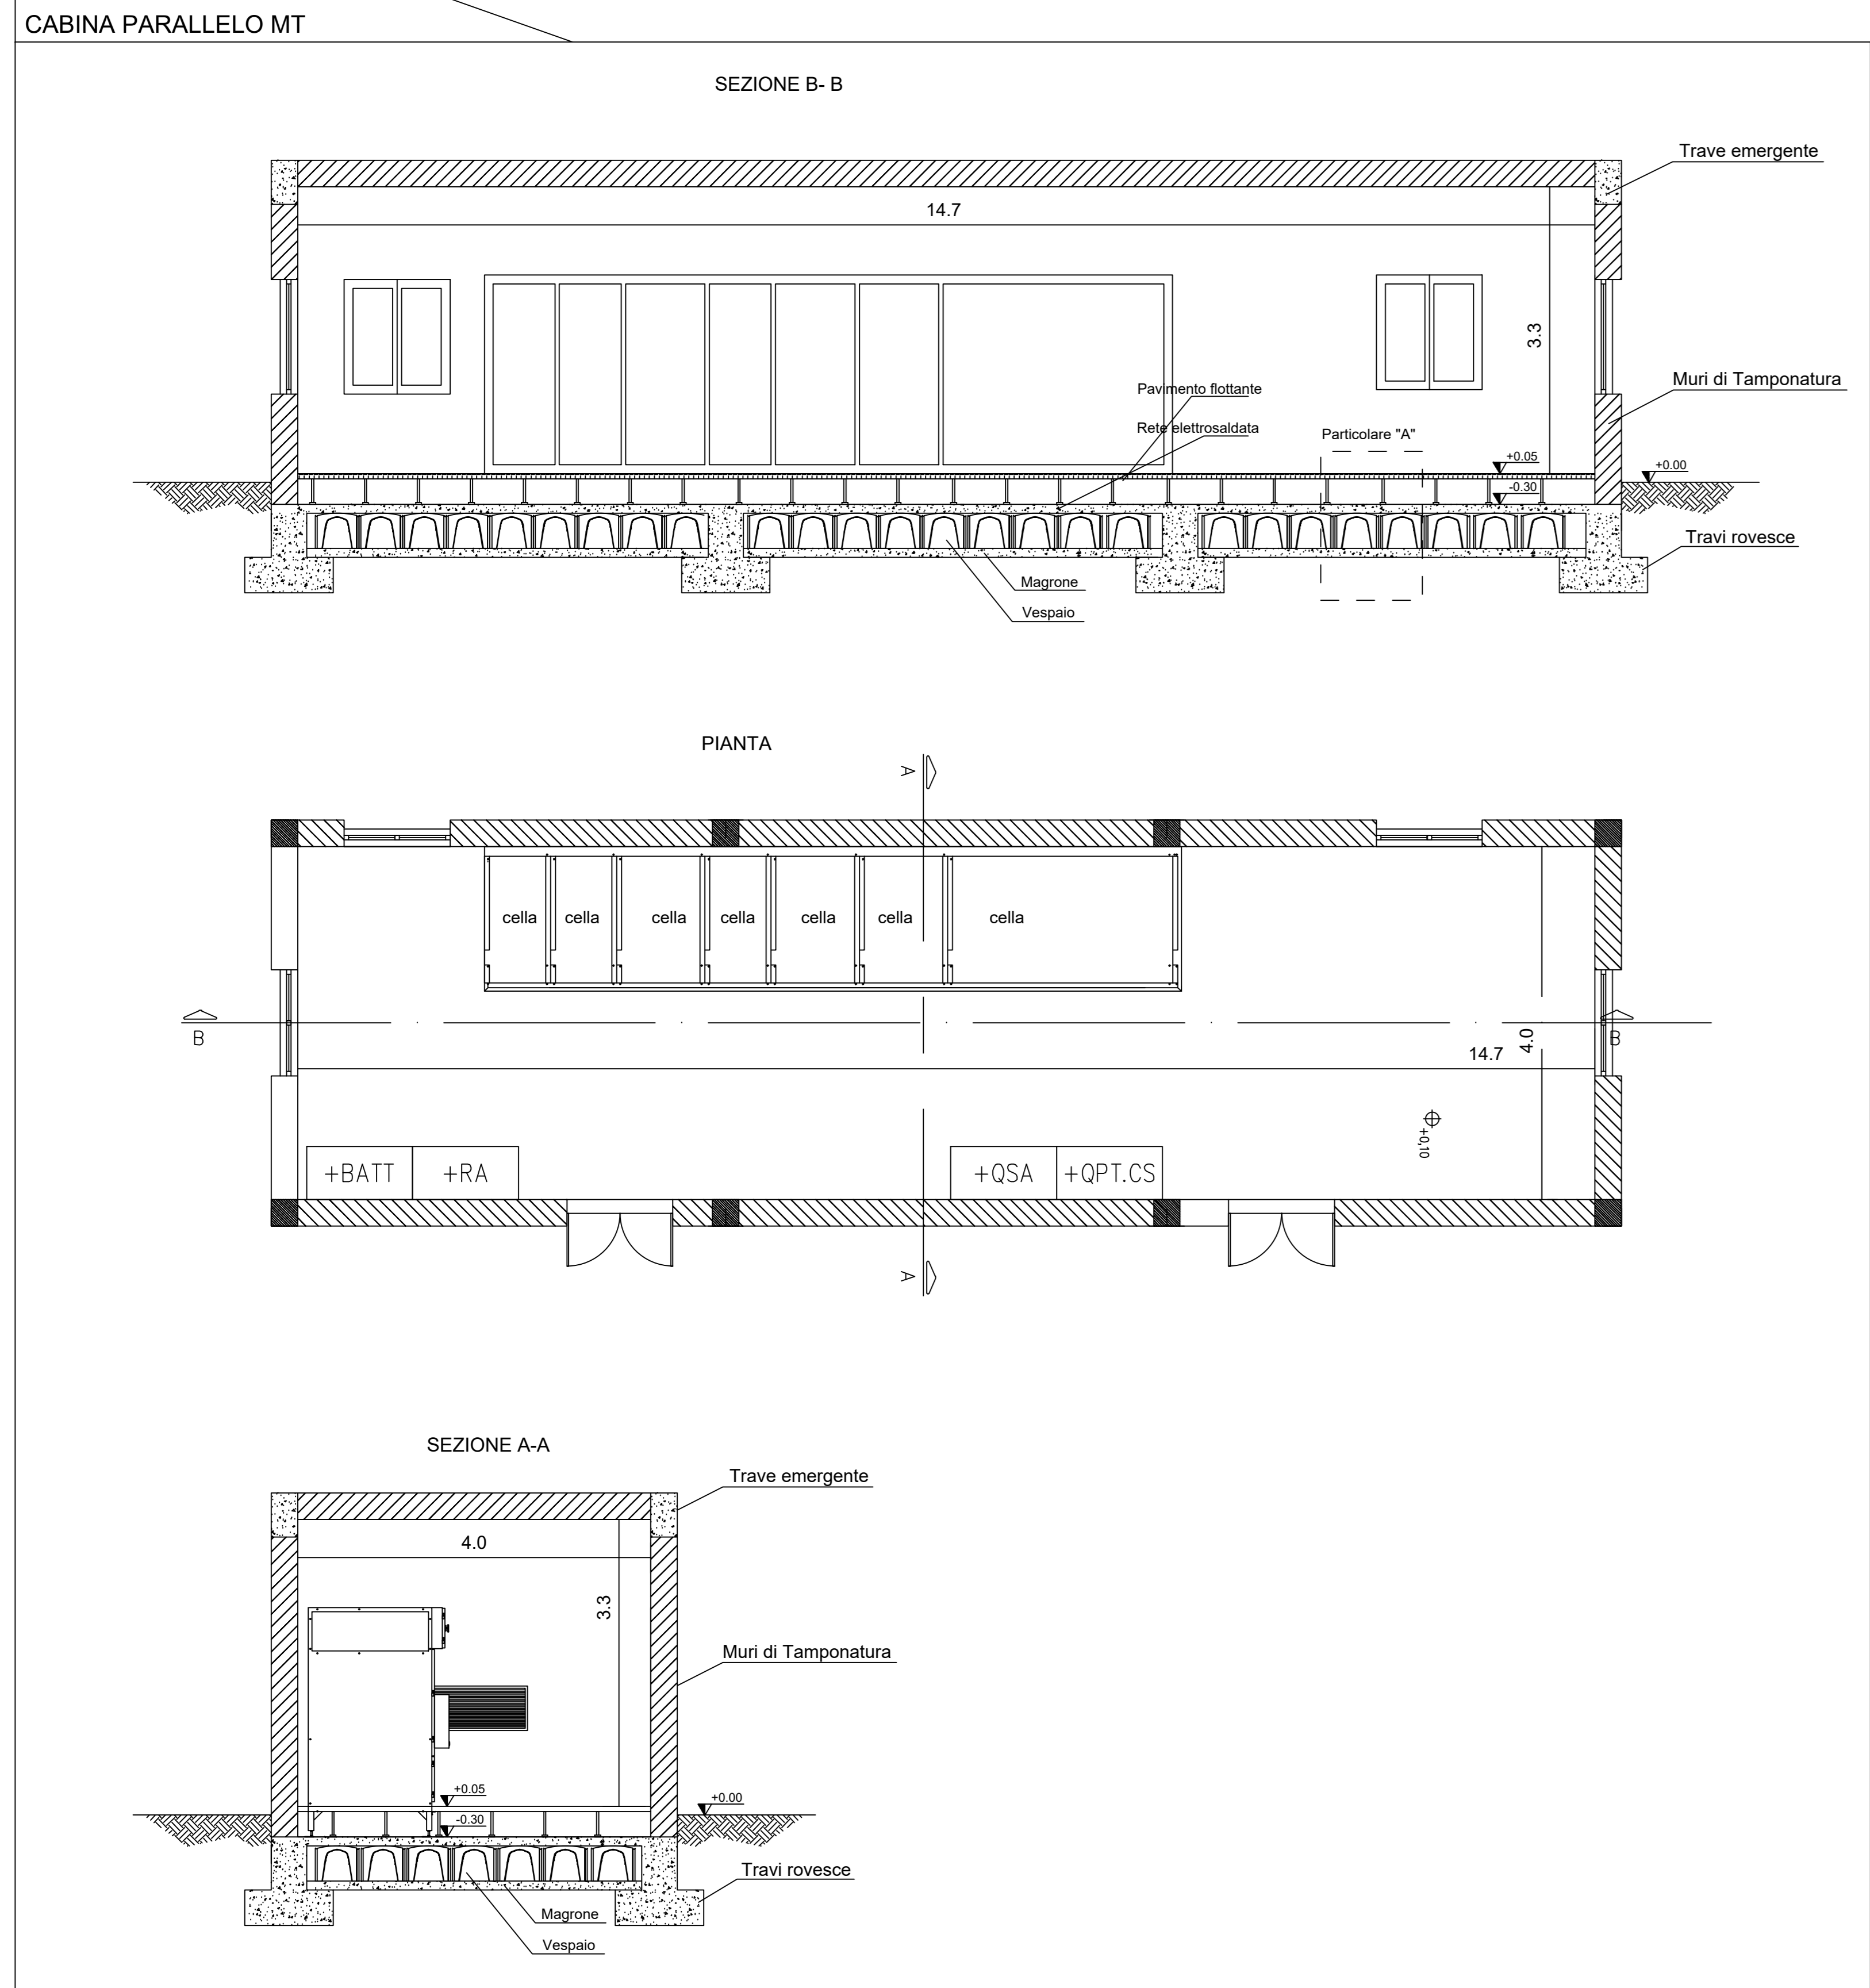 CABINA PARALLELO MT
SEZIONE B- B
Trave emergente
14.7
3.3
Muri di Tamponatura
Pavimento flottante
Rete elettrosaldata
Particolare "A"
+0.05
+0.00
-0.30
Travi rovesce
Magrone
Vespaio
PIANTA
A
cella cella cella cella cella cella cella
B
B
14.7
4.0
+0,10
+BATT +RA +QSA +QPT.CS
A
SEZIONE A-A
Trave emergente
4.0
3.3
Muri di Tamponatura
+0.05
+0.00
-0.30
Travi rovesce
Magrone
Vespaio